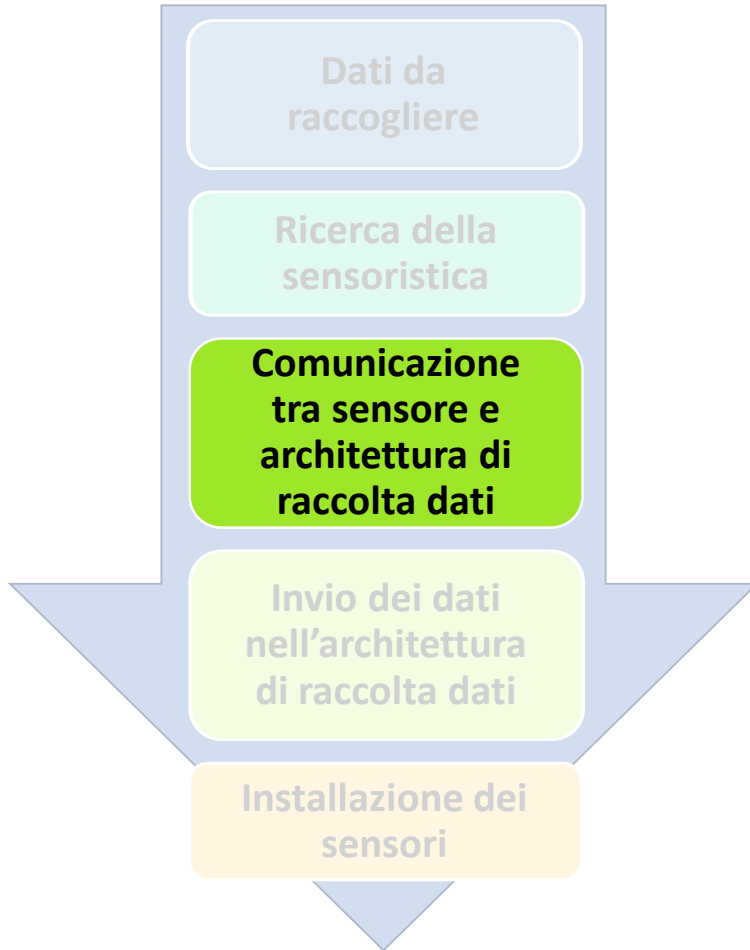 Dati da
raccogliere
Ricerca della
sensoristica
Comunicazione
tra sensore e
architettura di
raccolta dati
Invio dei dati
nell’architettura
di raccolta dati
Installazione dei
sensori